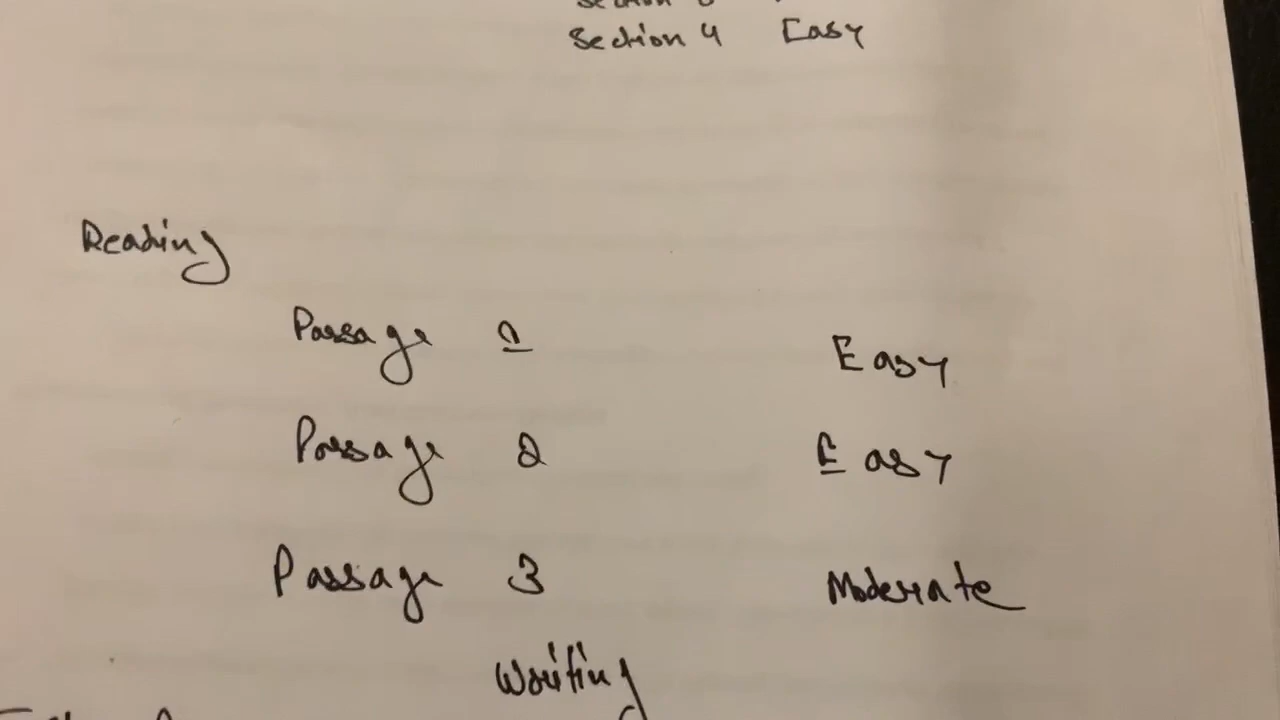 Section 4 Easy
Reading
Passage 1 Easy
Passage 2 Easy
Passage 3 Moderate
Writing